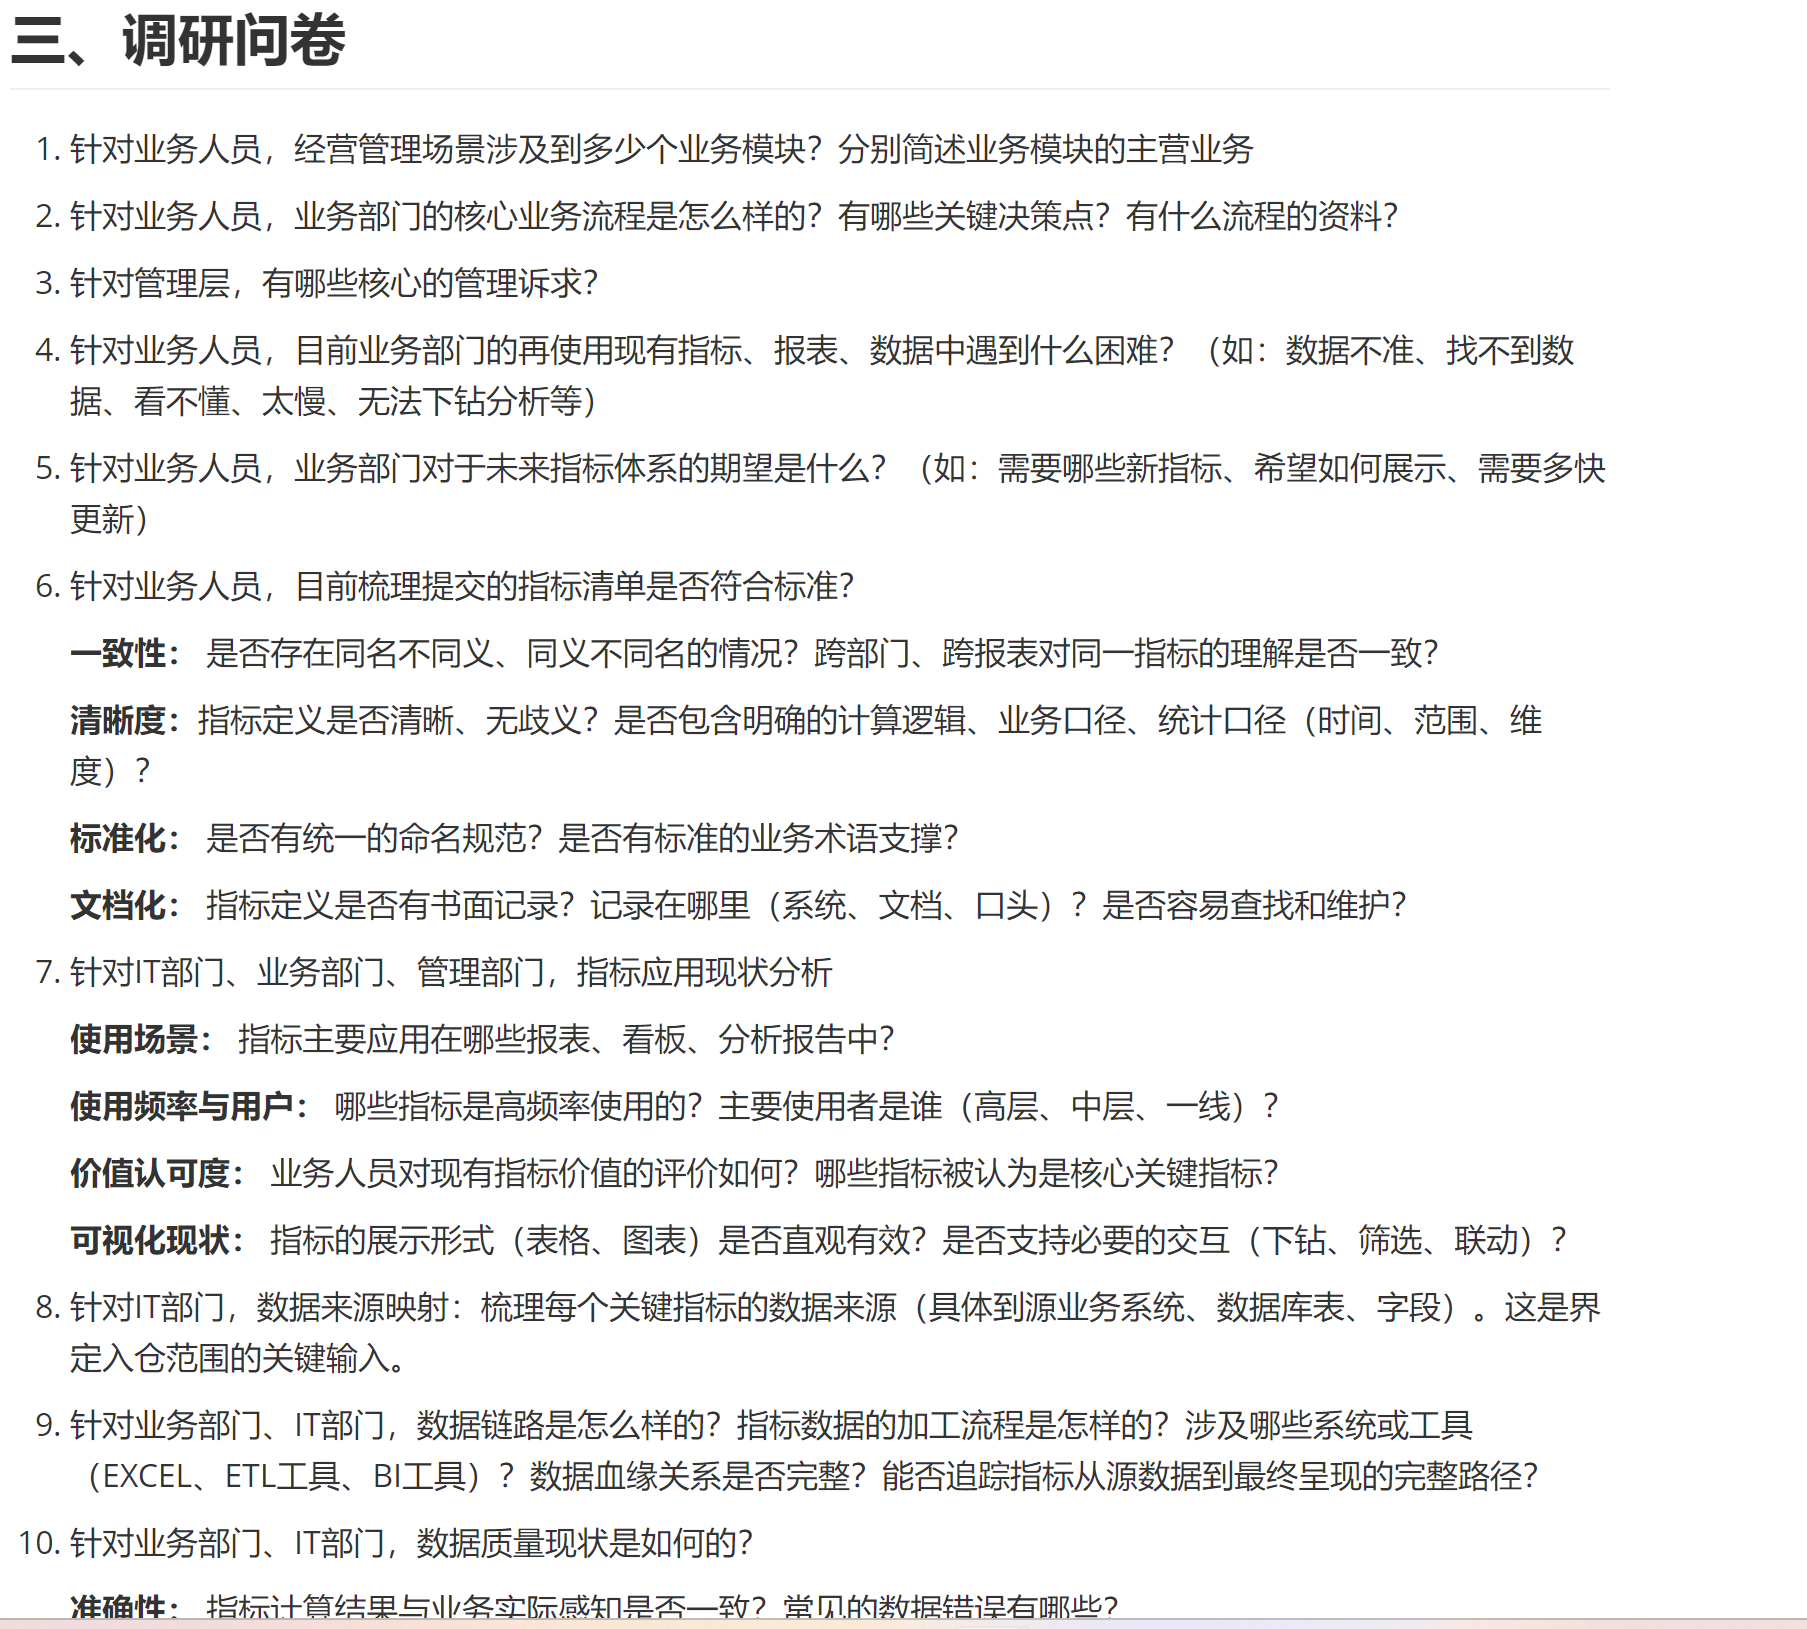 三、调研问卷
1. 针对业务人员，经营管理场景涉及到多少个业务模块？分别简述业务模块的主营业务
2. 针对业务人员，业务部门的核心业务流程是怎么样的？有哪些关键决策点？有什么流程的资料？
3. 针对管理层，有哪些核心的管理诉求？
4. 针对业务人员，目前业务部门的再使用现有指标、报表、数据中遇到什么困难？（如：数据不准、找不到数
据、看不懂、太慢、无法下钻分析等）
5. 针对业务人员，业务部门对于未来指标体系的期望是什么？（如：需要哪些新指标、希望如何展示、需要多快
更新）
6. 针对业务人员，目前梳理提交的指标清单是否符合标准？
一致性： 是否存在同名不同义、同义不同名的情况？跨部门、跨报表对同一指标的理解是否一致？
清晰度：指标定义是否清晰、无歧义？是否包含明确的计算逻辑、业务口径、统计口径（时间、范围、维
度）？
标准化： 是否有统一的命名规范？是否有标准的业务术语支撑？
文档化： 指标定义是否有书面记录？记录在哪里（系统、文档、口头）？是否容易查找和维护？
7. 针对IT部门、业务部门、管理部门，指标应用现状分析
使用场景： 指标主要应用在哪些报表、看板、分析报告中？
使用频率与用户： 哪些指标是高频率使用的？主要使用者是谁（高层、中层、一线）？
价值认可度： 业务人员对现有指标价值的评价如何？哪些指标被认为是核心关键指标？
可视化现状： 指标的展示形式（表格、图表）是否直观有效？是否支持必要的交互（下钻、筛选、联动）？
8. 针对IT部门，数据来源映射：梳理每个关键指标的数据来源（具体到源业务系统、数据库表、字段）。这是界
定入仓范围的关键输入。
9. 针对业务部门、IT部门，数据链路是怎么样的？指标数据的加工流程是怎样的？涉及哪些系统或工具
（EXCEL、ETL工具、BI工具）？数据血缘关系是否完整？能否追踪指标从源数据到最终呈现的完整路径？
10. 针对业务部门、IT部门，数据质量现状是如何的？
准确性： 指标计算结果与业务实际感知是否一致？常见的数据错误有哪些？